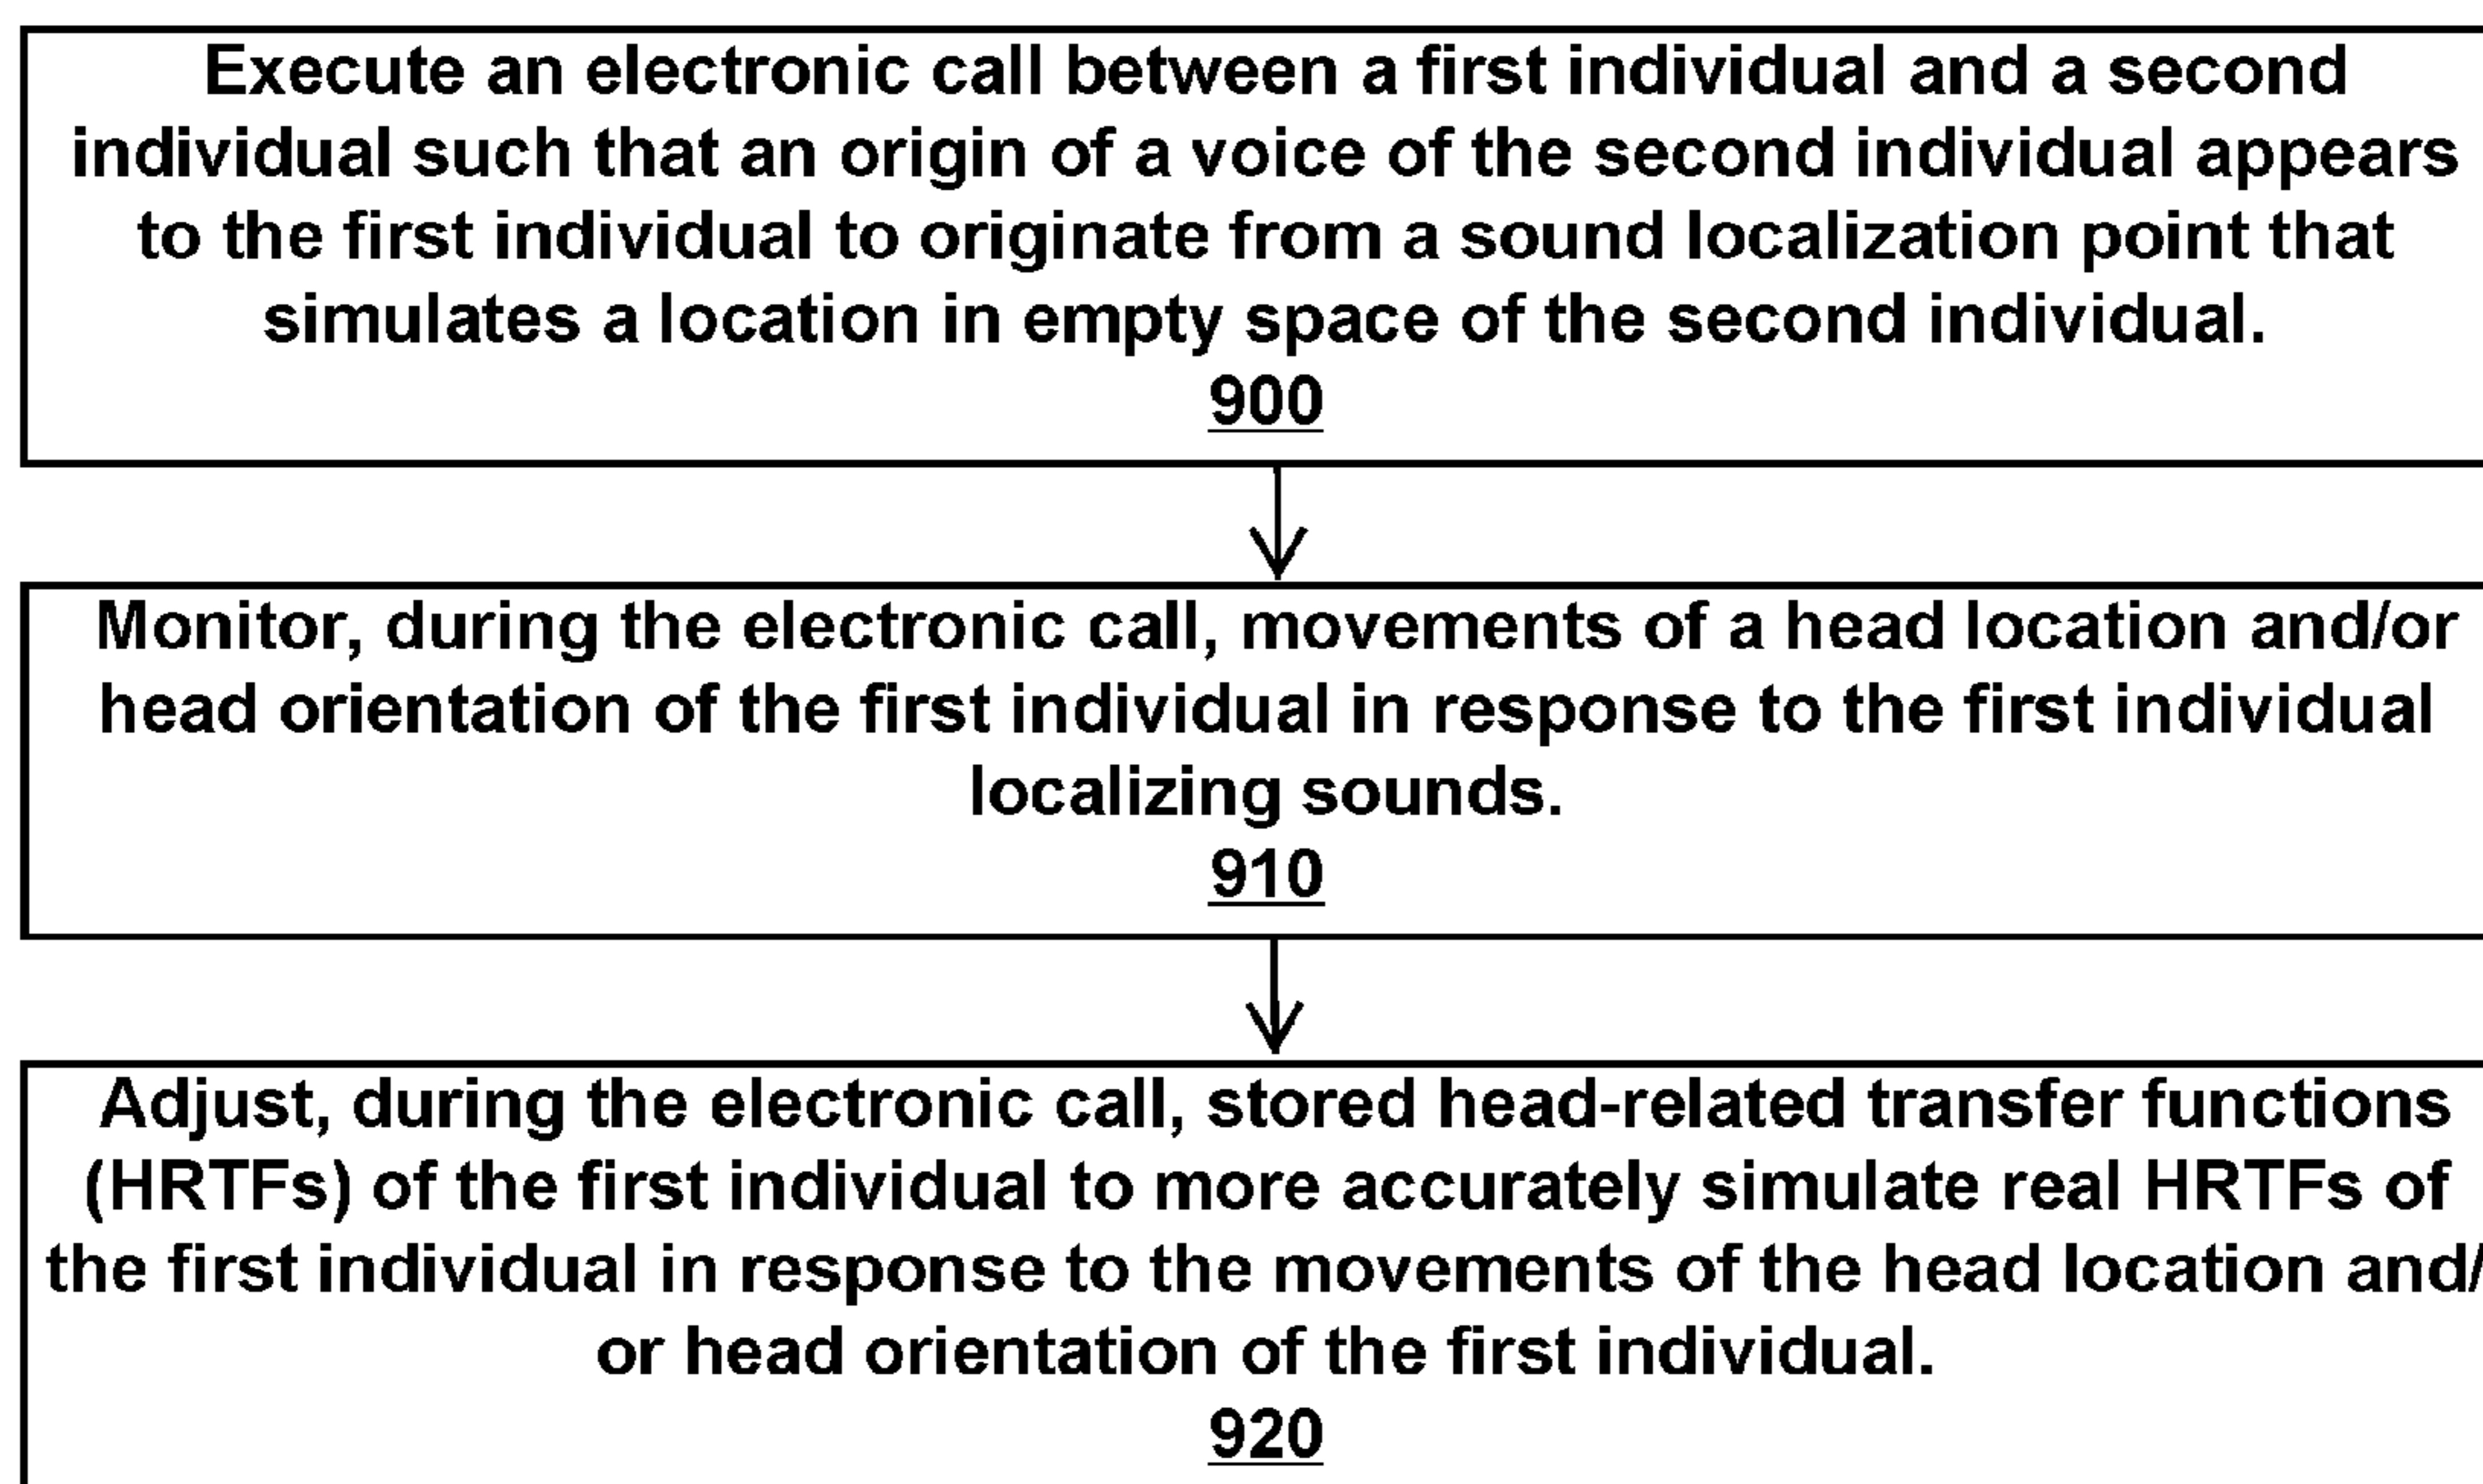 Execute an electronic call between a first individual and a second
individual such that an origin of a voice of the second individual appears
to the first individual to originate from a sound localization point that
simulates a location in empty space of the second individual.
900
Monitor, during the electronic call, movements of a head location and/or
head orientation of the first individual in response to the first individual
localizing sounds.
910
Adjust, during the electronic call, stored head-related transfer functions
(HRTFs) of the first individual to more accurately simulate real HRTFs of
the first individual in response to the movements of the head location and/
or head orientation of the first individual.
920